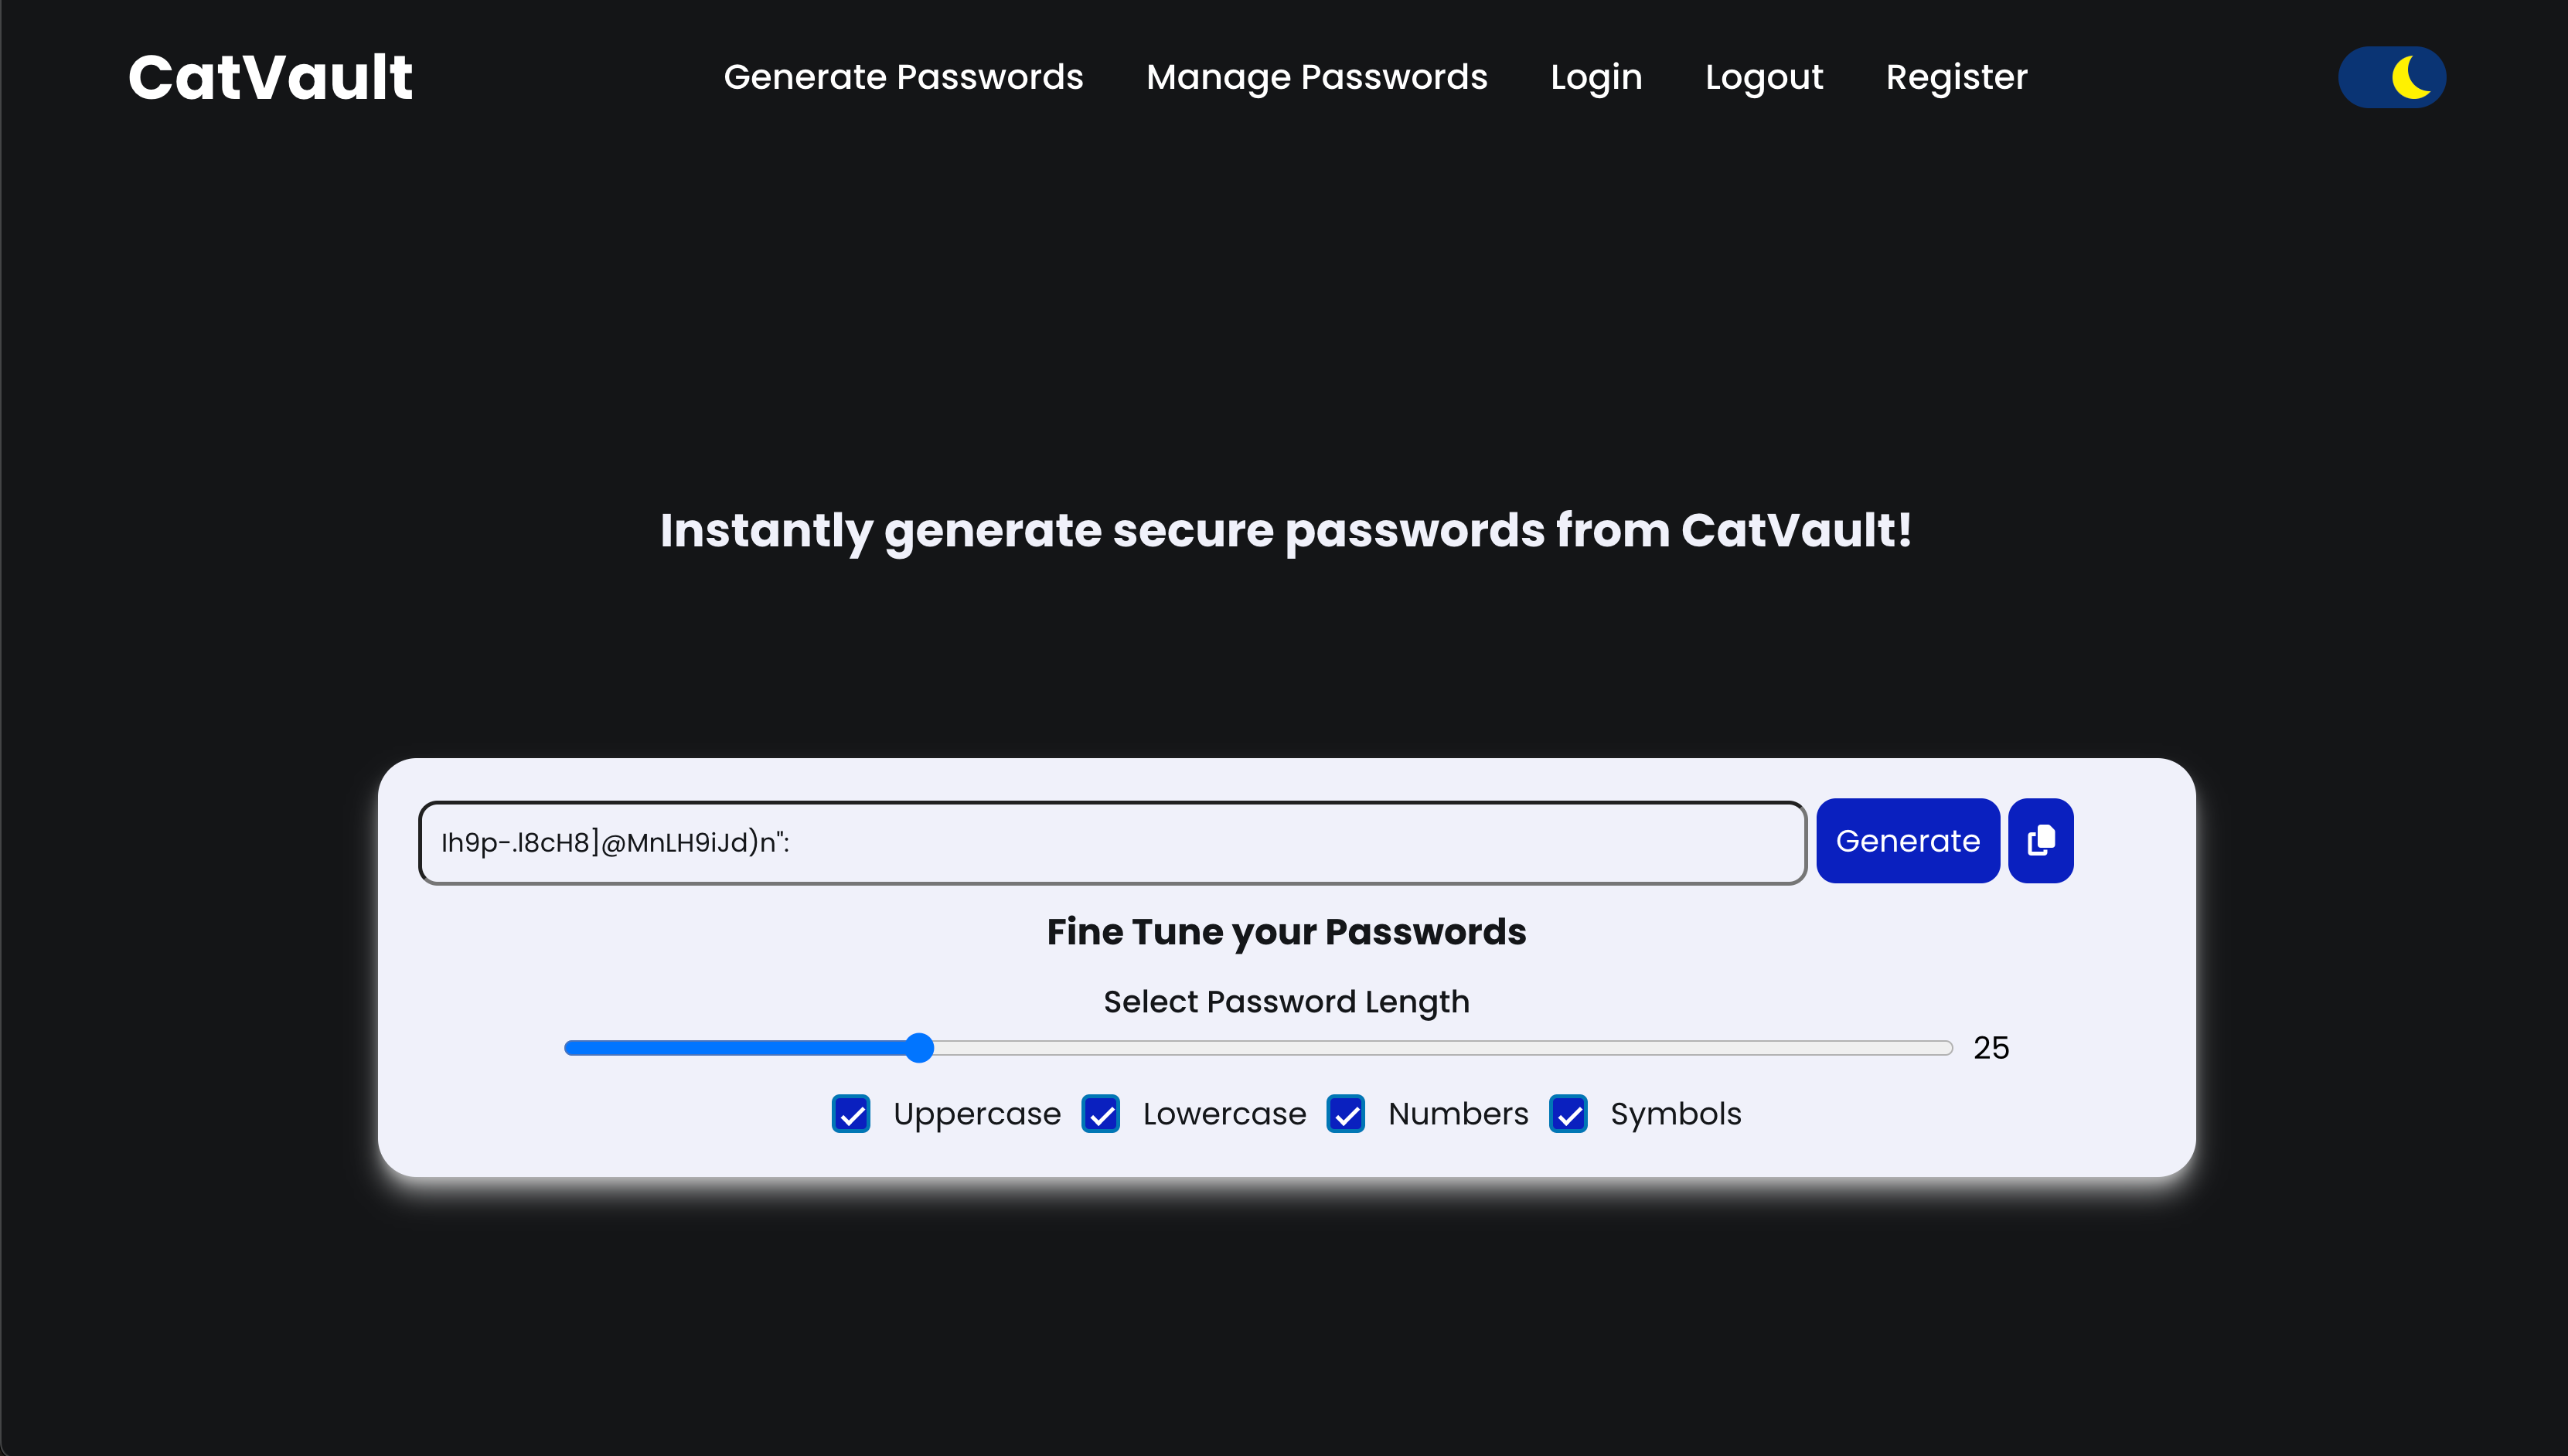 CatVault
Generate Passwords
Manage Passwords
Login
Logout
Register
Instantly generate secure passwords from CatVault!
Ih9p-.l8cH8]@MnLH9iJd)n":
Generate
Fine Tune your Passwords
Select Password Length
25
Uppercase
Lowercase
Numbers
Symbols